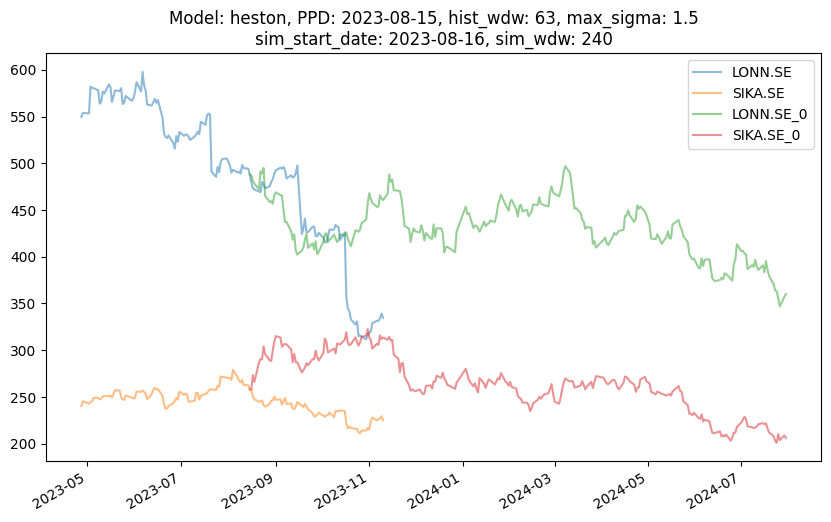 Model: heston, PPD: 2023-08-15, hist_wdw: 63, max_sigma: 1.5
sim_start_date: 2023-08-16, sim_wdw: 240
LONN.SE
SIKA.SE
LONN.SE_0
SIKA.SE_0
600
550
500
450
400
350
300
250
200
2023-05
2023-07
2023-09
2023-11
2024-01
2024-03
2024-05
2024-07